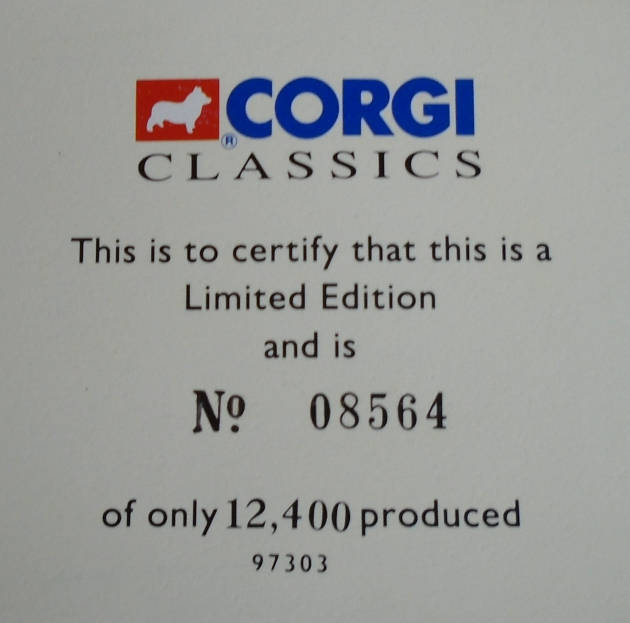 CORGI®
CLASSICS
This is to certify that this is a
Limited Edition
and is
Nº. 08564
of only 12,400 produced
97303